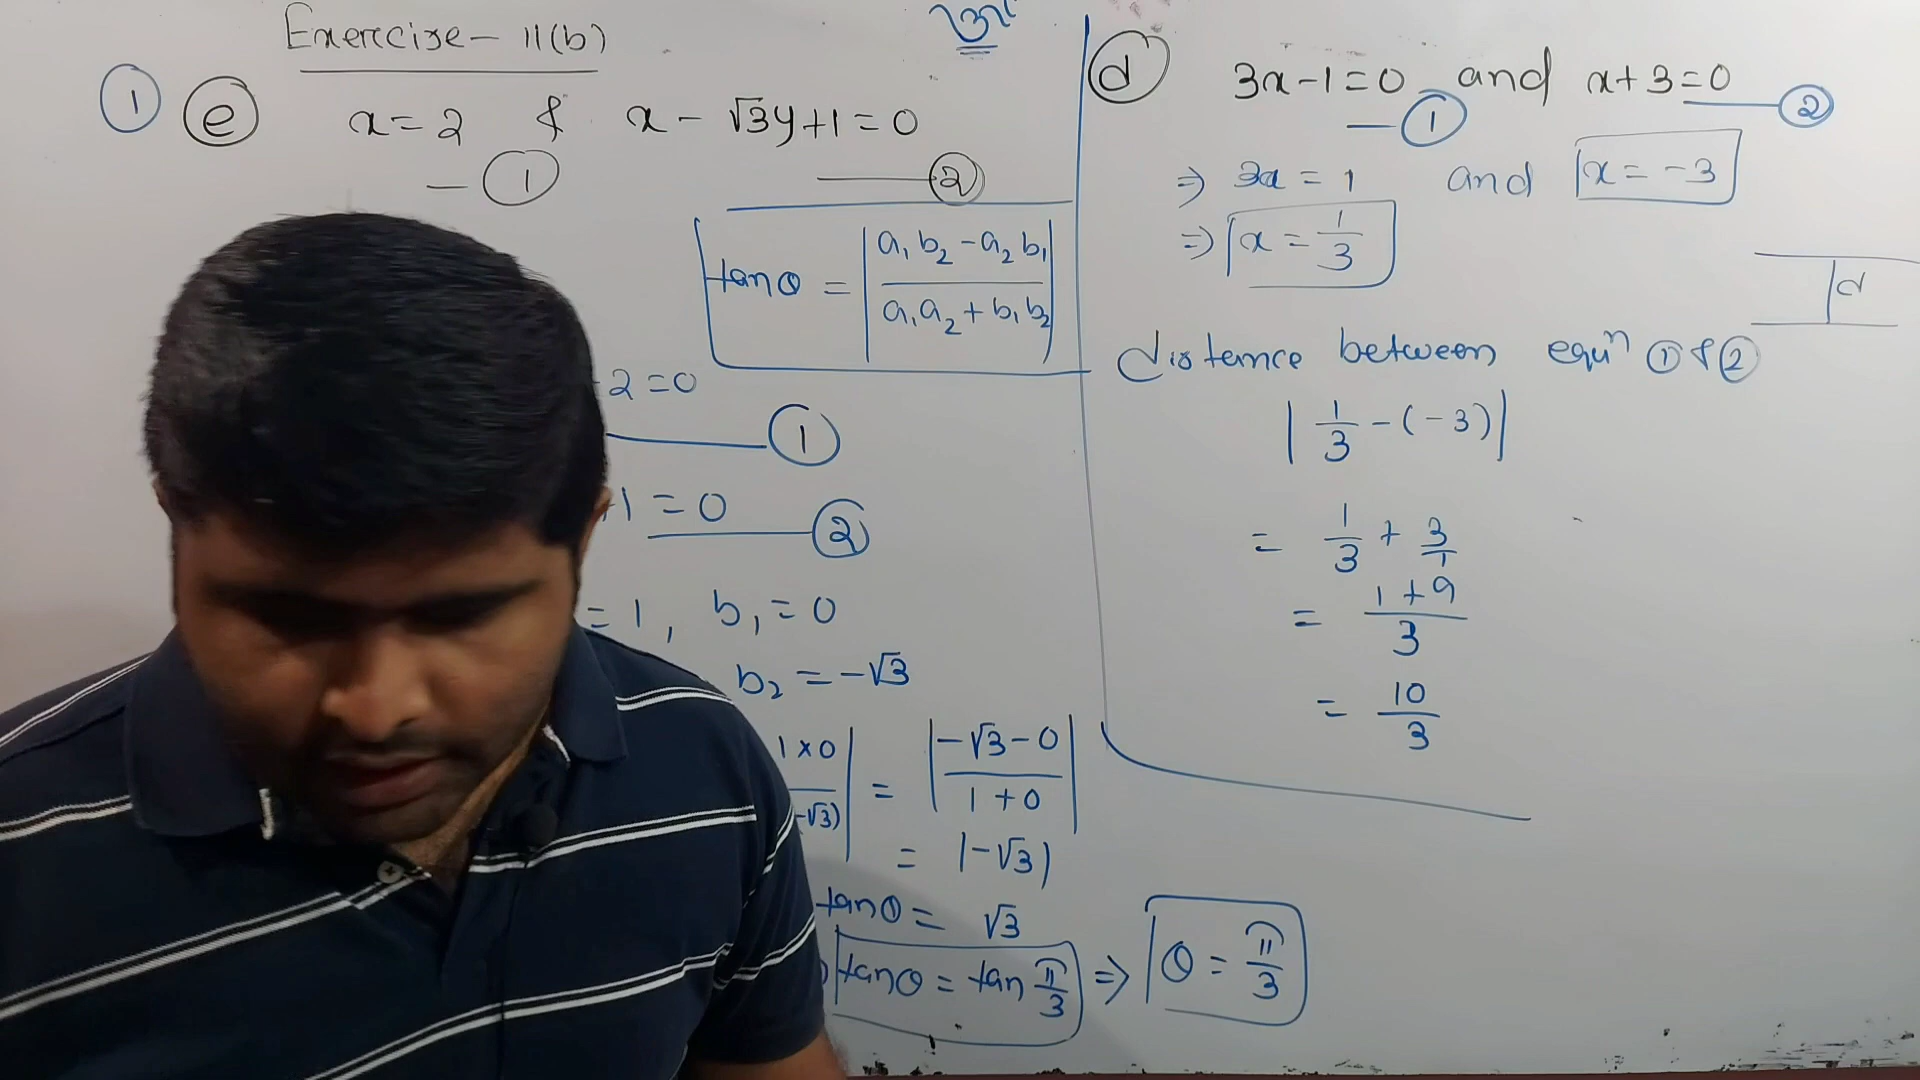 Exercise - 11(b)
① ⓔ x = 2 & x - √3y + 1 = 0
— ① —— ②
tanθ = | a₁b₂ - a₂b₁ / a₁a₂ + b₁b₂ |
2 = 0
—— ①
+1 = 0
—— ②
= 1, b₁ = 0
b₂ = -√3
1 × 0 / -√3) | = | -√3 - 0 / 1 + 0 |
= |-√3|
tanθ = √3
tanθ = tan π/3 ⇒ θ = π/3
ⓓ 3x - 1 = 0 and x + 3 = 0
— ① —— ②
⇒ 3x = 1 and x = -3
⇒ x = 1/3
d
distance between equⁿ ① & ②
| 1/3 - (-3) |
= 1/3 + 3/1
= 1 + 9 / 3
= 10/3